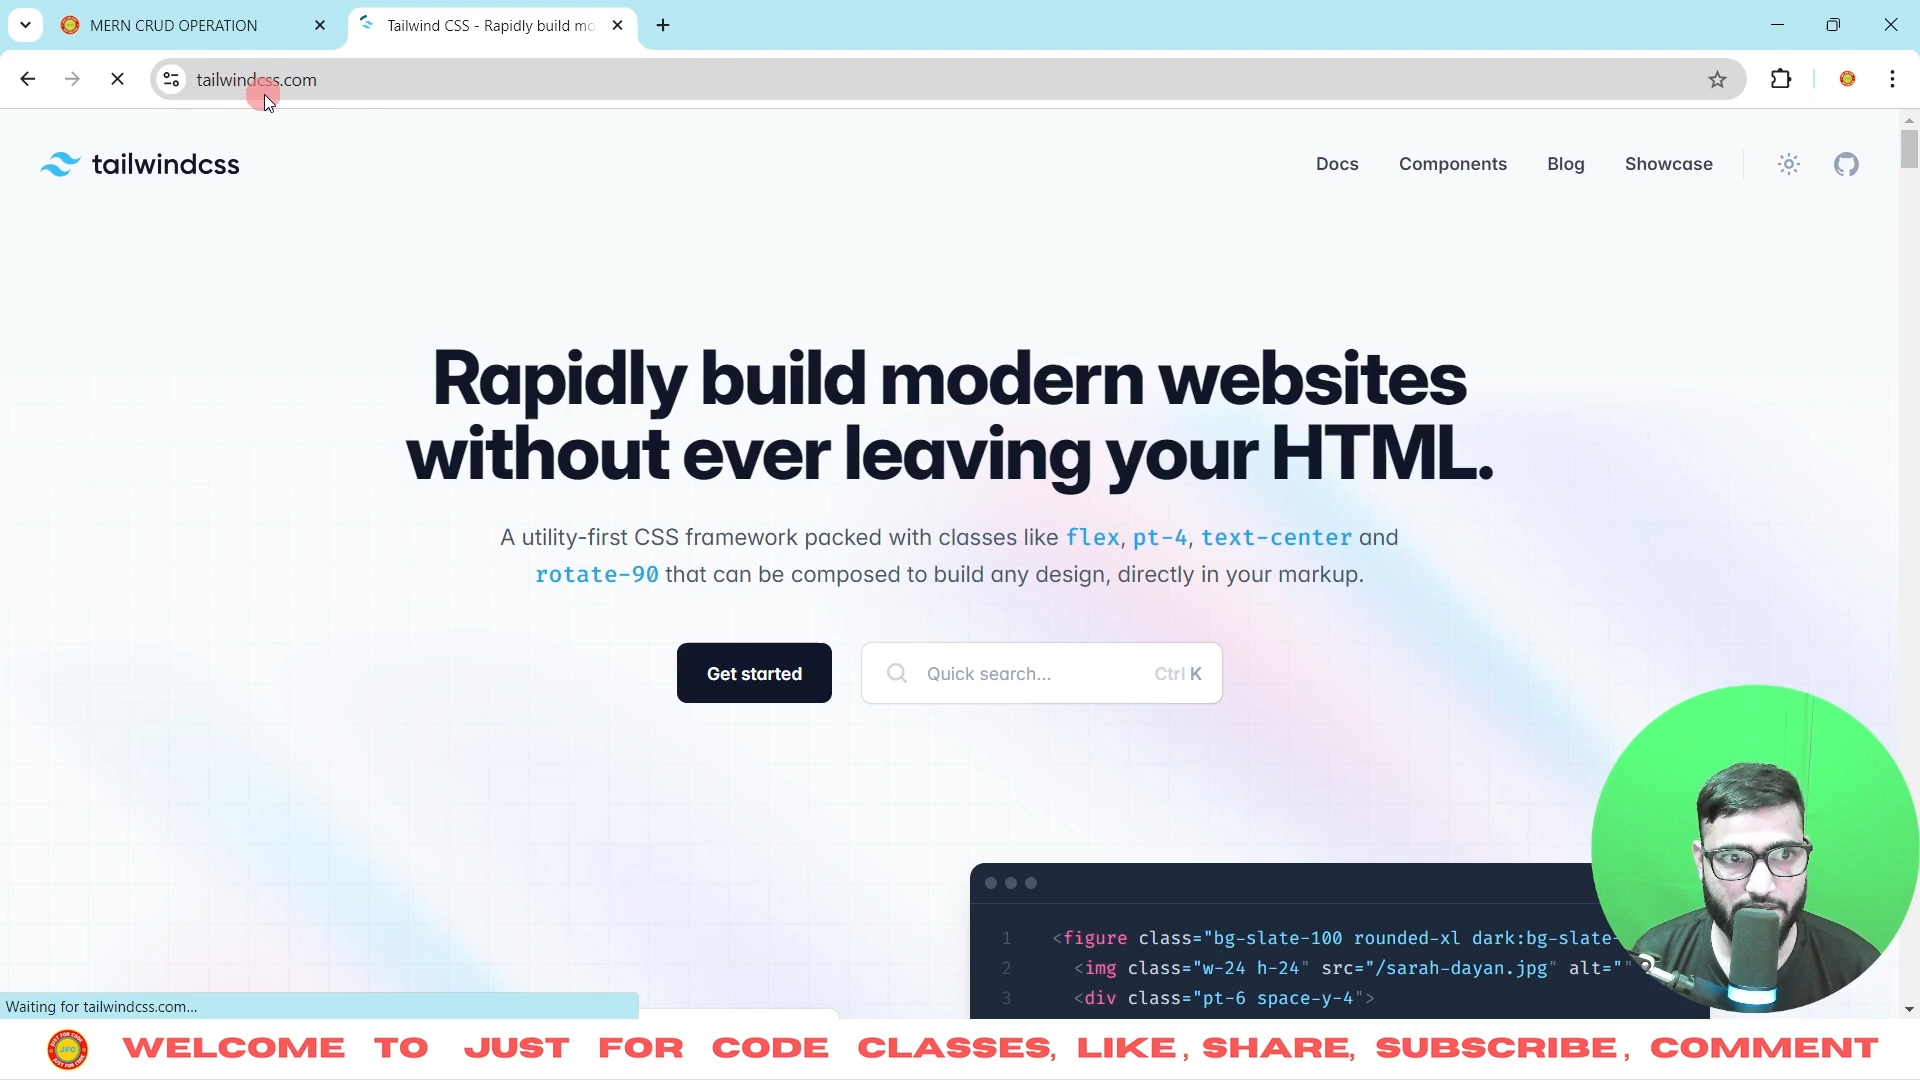 MERN CRUD OPERATION
Tailwind CSS - Rapidly build mo
tailwindcss.com
tailwindcss
Docs
Components
Blog
Showcase
Rapidly build modern websites
without ever leaving your HTML.
A utility-first CSS framework packed with classes like flex, pt-4, text-center and
rotate-90 that can be composed to build any design, directly in your markup.
Get started
Quick search...
Ctrl K
1 <figure class="bg-slate-100 rounded-xl dark:bg-slate-
2 <img class="w-24 h-24" src="/sarah-dayan.jpg" alt=""
3 <div class="pt-6 space-y-4">
Waiting for tailwindcss.com...
WELCOME TO JUST FOR CODE CLASSES, LIKE, SHARE, SUBSCRIBE, COMMENT